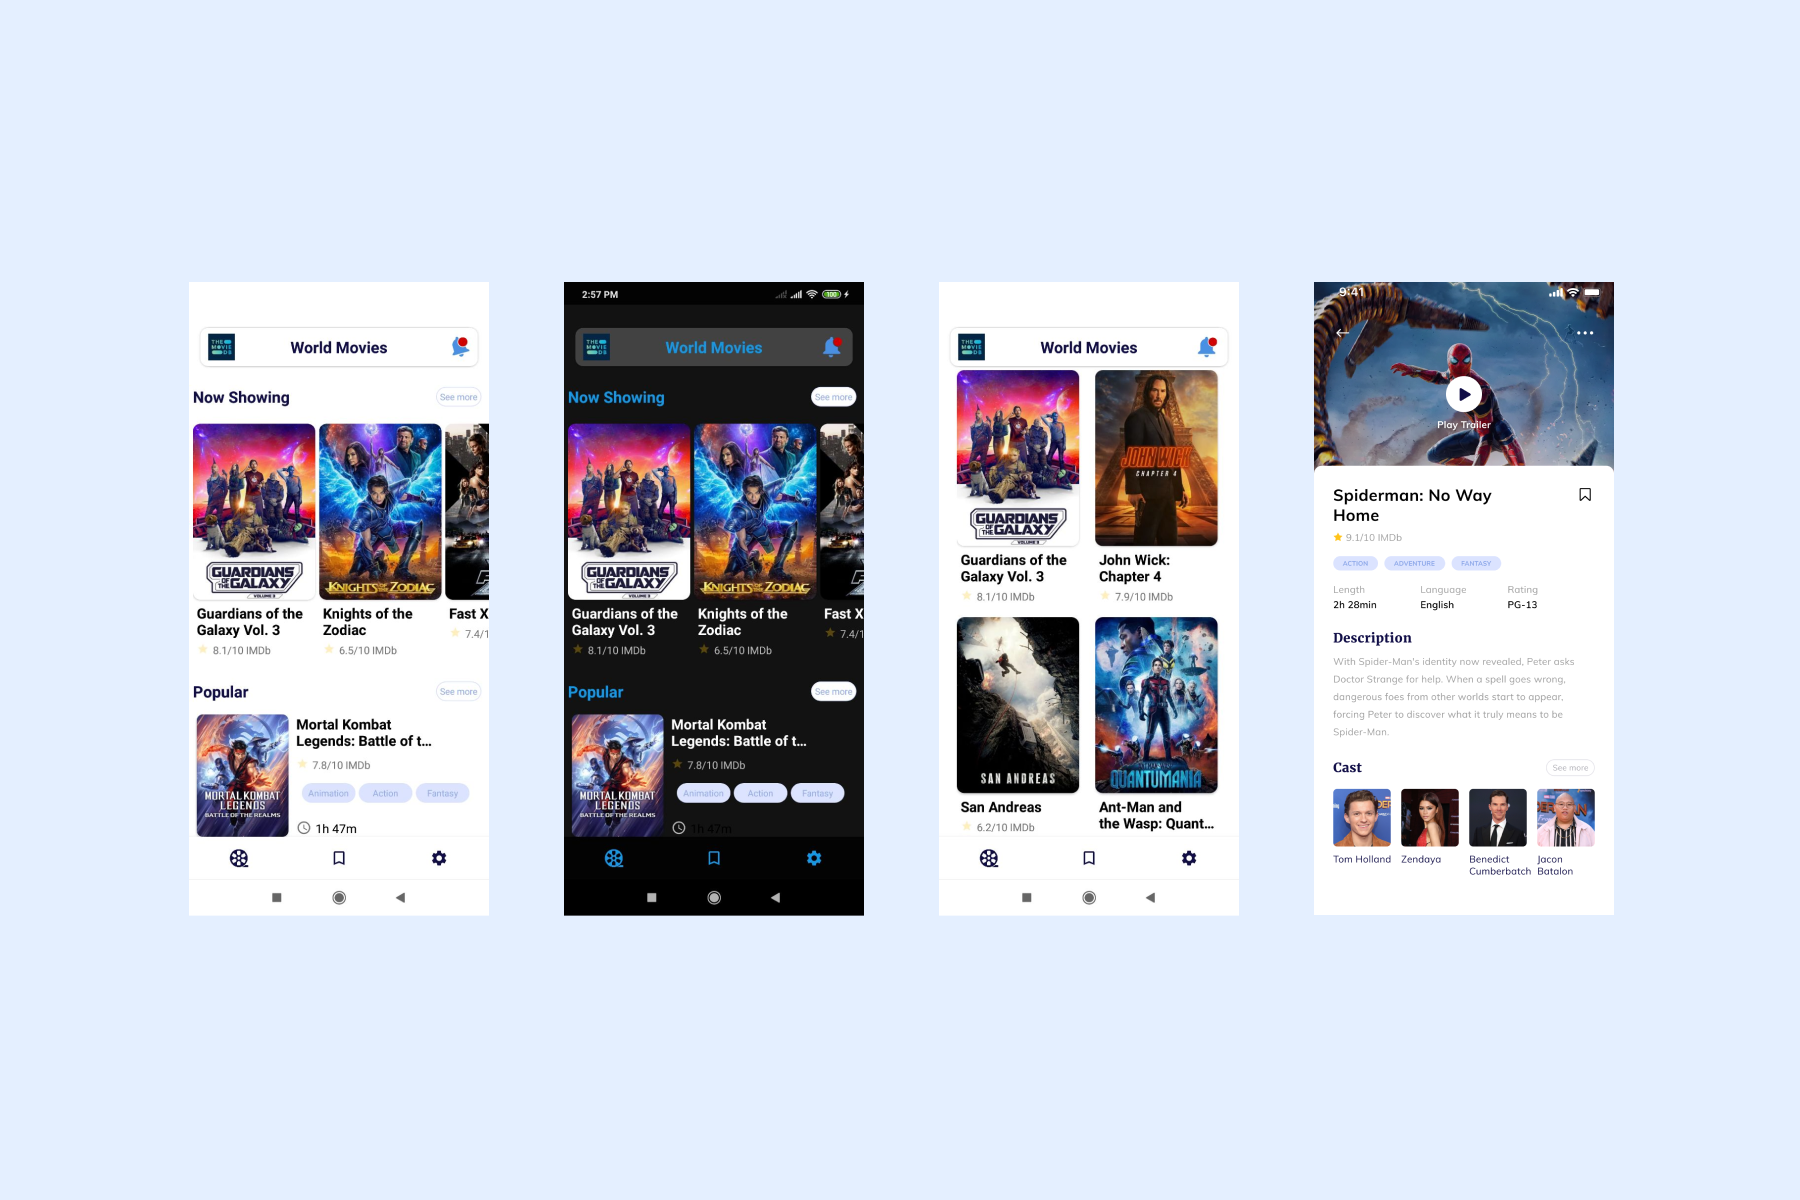 THE
MOVIE
DB
World Movies
Now Showing
See more
GUARDIANS
OF THE
GALAXY
VOLUME 3
KNIGHTS OF THE ZODIAC
Guardians of the
Galaxy Vol. 3
8.1/10 IMDb
Knights of the
Zodiac
6.5/10 IMDb
Fast X
7.4/1
Popular
See more
MORTAL KOMBAT
LEGENDS
BATTLE OF THE REALMS
Mortal Kombat
Legends: Battle of t...
7.8/10 IMDb
Animation
Action
Fantasy
1h 47m
2:57 PM
100
THE
MOVIE
DB
World Movies
Now Showing
See more
GUARDIANS
OF THE
GALAXY
VOLUME 3
KNIGHTS OF THE ZODIAC
Guardians of the
Galaxy Vol. 3
8.1/10 IMDb
Knights of the
Zodiac
6.5/10 IMDb
Fast X
7.4/1
Popular
See more
MORTAL KOMBAT
LEGENDS
BATTLE OF THE REALMS
Mortal Kombat
Legends: Battle of t...
7.8/10 IMDb
Animation
Action
Fantasy
1h 47m
THE
MOVIE
DB
World Movies
GUARDIANS
OF THE
GALAXY
VOLUME 3
JOHN WICK
CHAPTER 4
Guardians of the
Galaxy Vol. 3
8.1/10 IMDb
John Wick:
Chapter 4
7.9/10 IMDb
SAN ANDREAS
QUANTUMANIA
San Andreas
6.2/10 IMDb
Ant-Man and
the Wasp: Quant...
9:41
Play Trailer
Spiderman: No Way
Home
9.1/10 IMDb
ACTION
ADVENTURE
FANTASY
Length
2h 28min
Language
English
Rating
PG-13
Description
With Spider-Man's identity now revealed, Peter asks
Doctor Strange for help. When a spell goes wrong,
dangerous foes from other worlds start to appear,
forcing Peter to discover what it truly means to be
Spider-Man.
Cast
See more
Tom Holland
Zendaya
Benedict
Cumberbatch
Jacon
Batalon